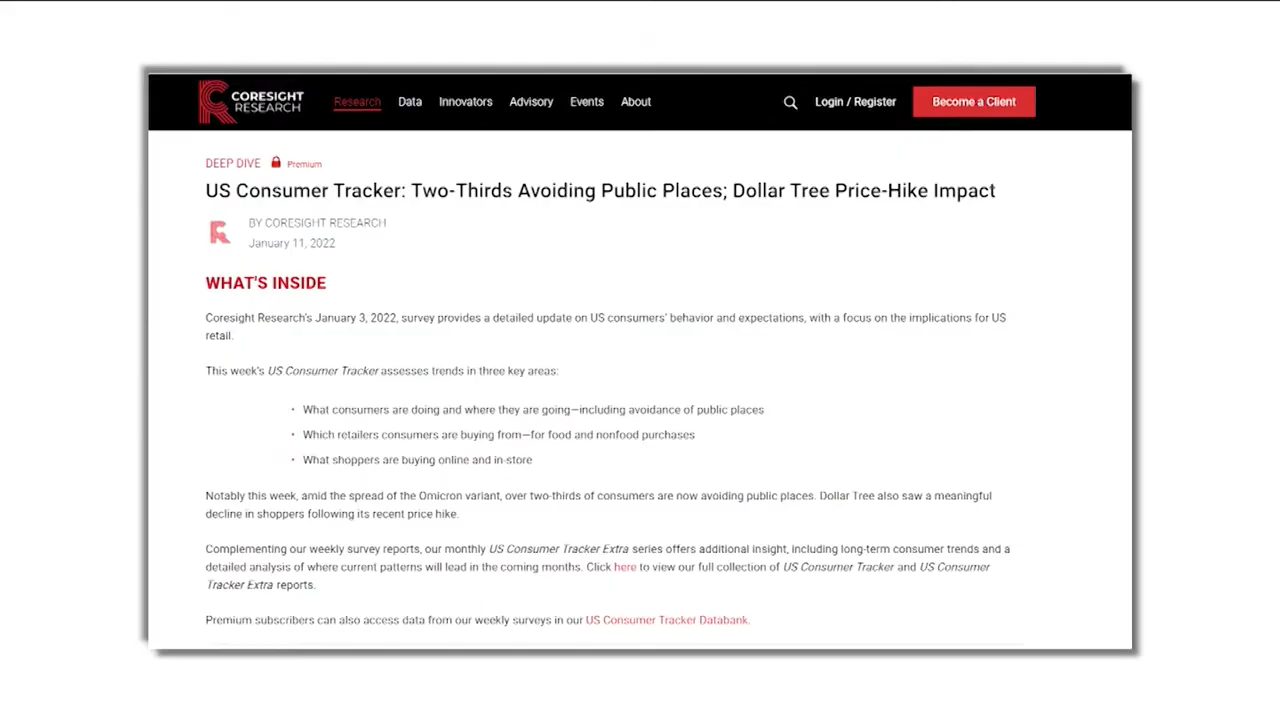 CORESIGHT
RESEARCH
Research Data Innovators Advisory Events About Login / Register Become a Client
DEEP DIVE Premium
US Consumer Tracker: Two-Thirds Avoiding Public Places; Dollar Tree Price-Hike Impact
BY CORESIGHT RESEARCH
January 11, 2022
WHAT'S INSIDE
Coresight Research's January 3, 2022, survey provides a detailed update on US consumers' behavior and expectations, with a focus on the implications for US
retail.
This week's US Consumer Tracker assesses trends in three key areas:
• What consumers are doing and where they are going—including avoidance of public places
• Which retailers consumers are buying from—for food and nonfood purchases
• What shoppers are buying online and in-store
Notably this week, amid the spread of the Omicron variant, over two-thirds of consumers are now avoiding public places. Dollar Tree also saw a meaningful
decline in shoppers following its recent price hike.
Complementing our weekly survey reports, our monthly US Consumer Tracker Extra series offers additional insight, including long-term consumer trends and a
detailed analysis of where current patterns will lead in the coming months. Click here to view our full collection of US Consumer Tracker and US Consumer
Tracker Extra reports.
Premium subscribers can also access data from our weekly surveys in our US Consumer Tracker Databank.